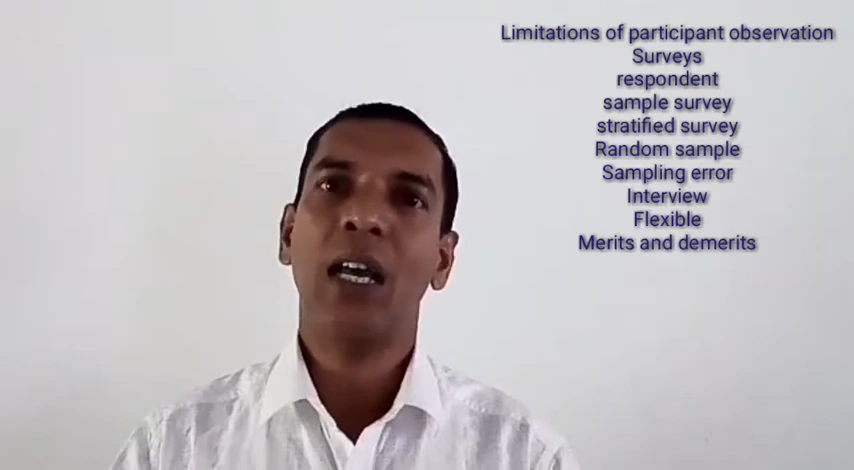 Limitations of participant observation
Surveys
respondent
sample survey
stratified survey
Random sample
Sampling error
Interview
Flexible
Merits and demerits